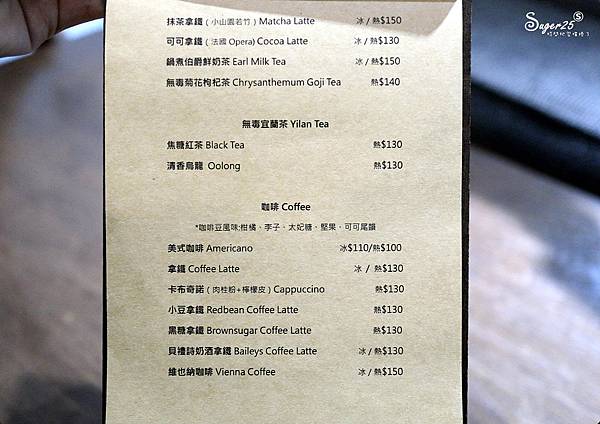 Suger25
抹茶拿鐵（小山園若竹）Matcha Latte 冰 / 熱$150
可可拿鐵（法國 Opera) Cocoa Latte 冰 / 熱$130
鍋煮伯爵鮮奶茶 Earl Milk Tea 冰 / 熱$150
無毒菊花枸杞茶 Chrysanthemum Goji Tea 熱$140
無毒宜蘭茶 Yilan Tea
焦糖紅茶 Black Tea 熱$130
清香烏龍 Oolong 熱$130
咖啡 Coffee
*咖啡豆風味:柑橘、李子、太妃糖、堅果、可可尾韻
美式咖啡 Americano 冰$110/熱$100
拿鐵 Coffee Latte 冰 / 熱$130
卡布奇諾（肉桂粉+檸檬皮）Cappuccino 熱$130
小豆拿鐵 Redbean Coffee Latte 熱$130
黑糖拿鐵 Brownsugar Coffee Latte 熱$130
貝禮詩奶酒拿鐵 Baileys Coffee Latte 冰 / 熱$130
維也納咖啡 Vienna Coffee 冰 / 熱$150